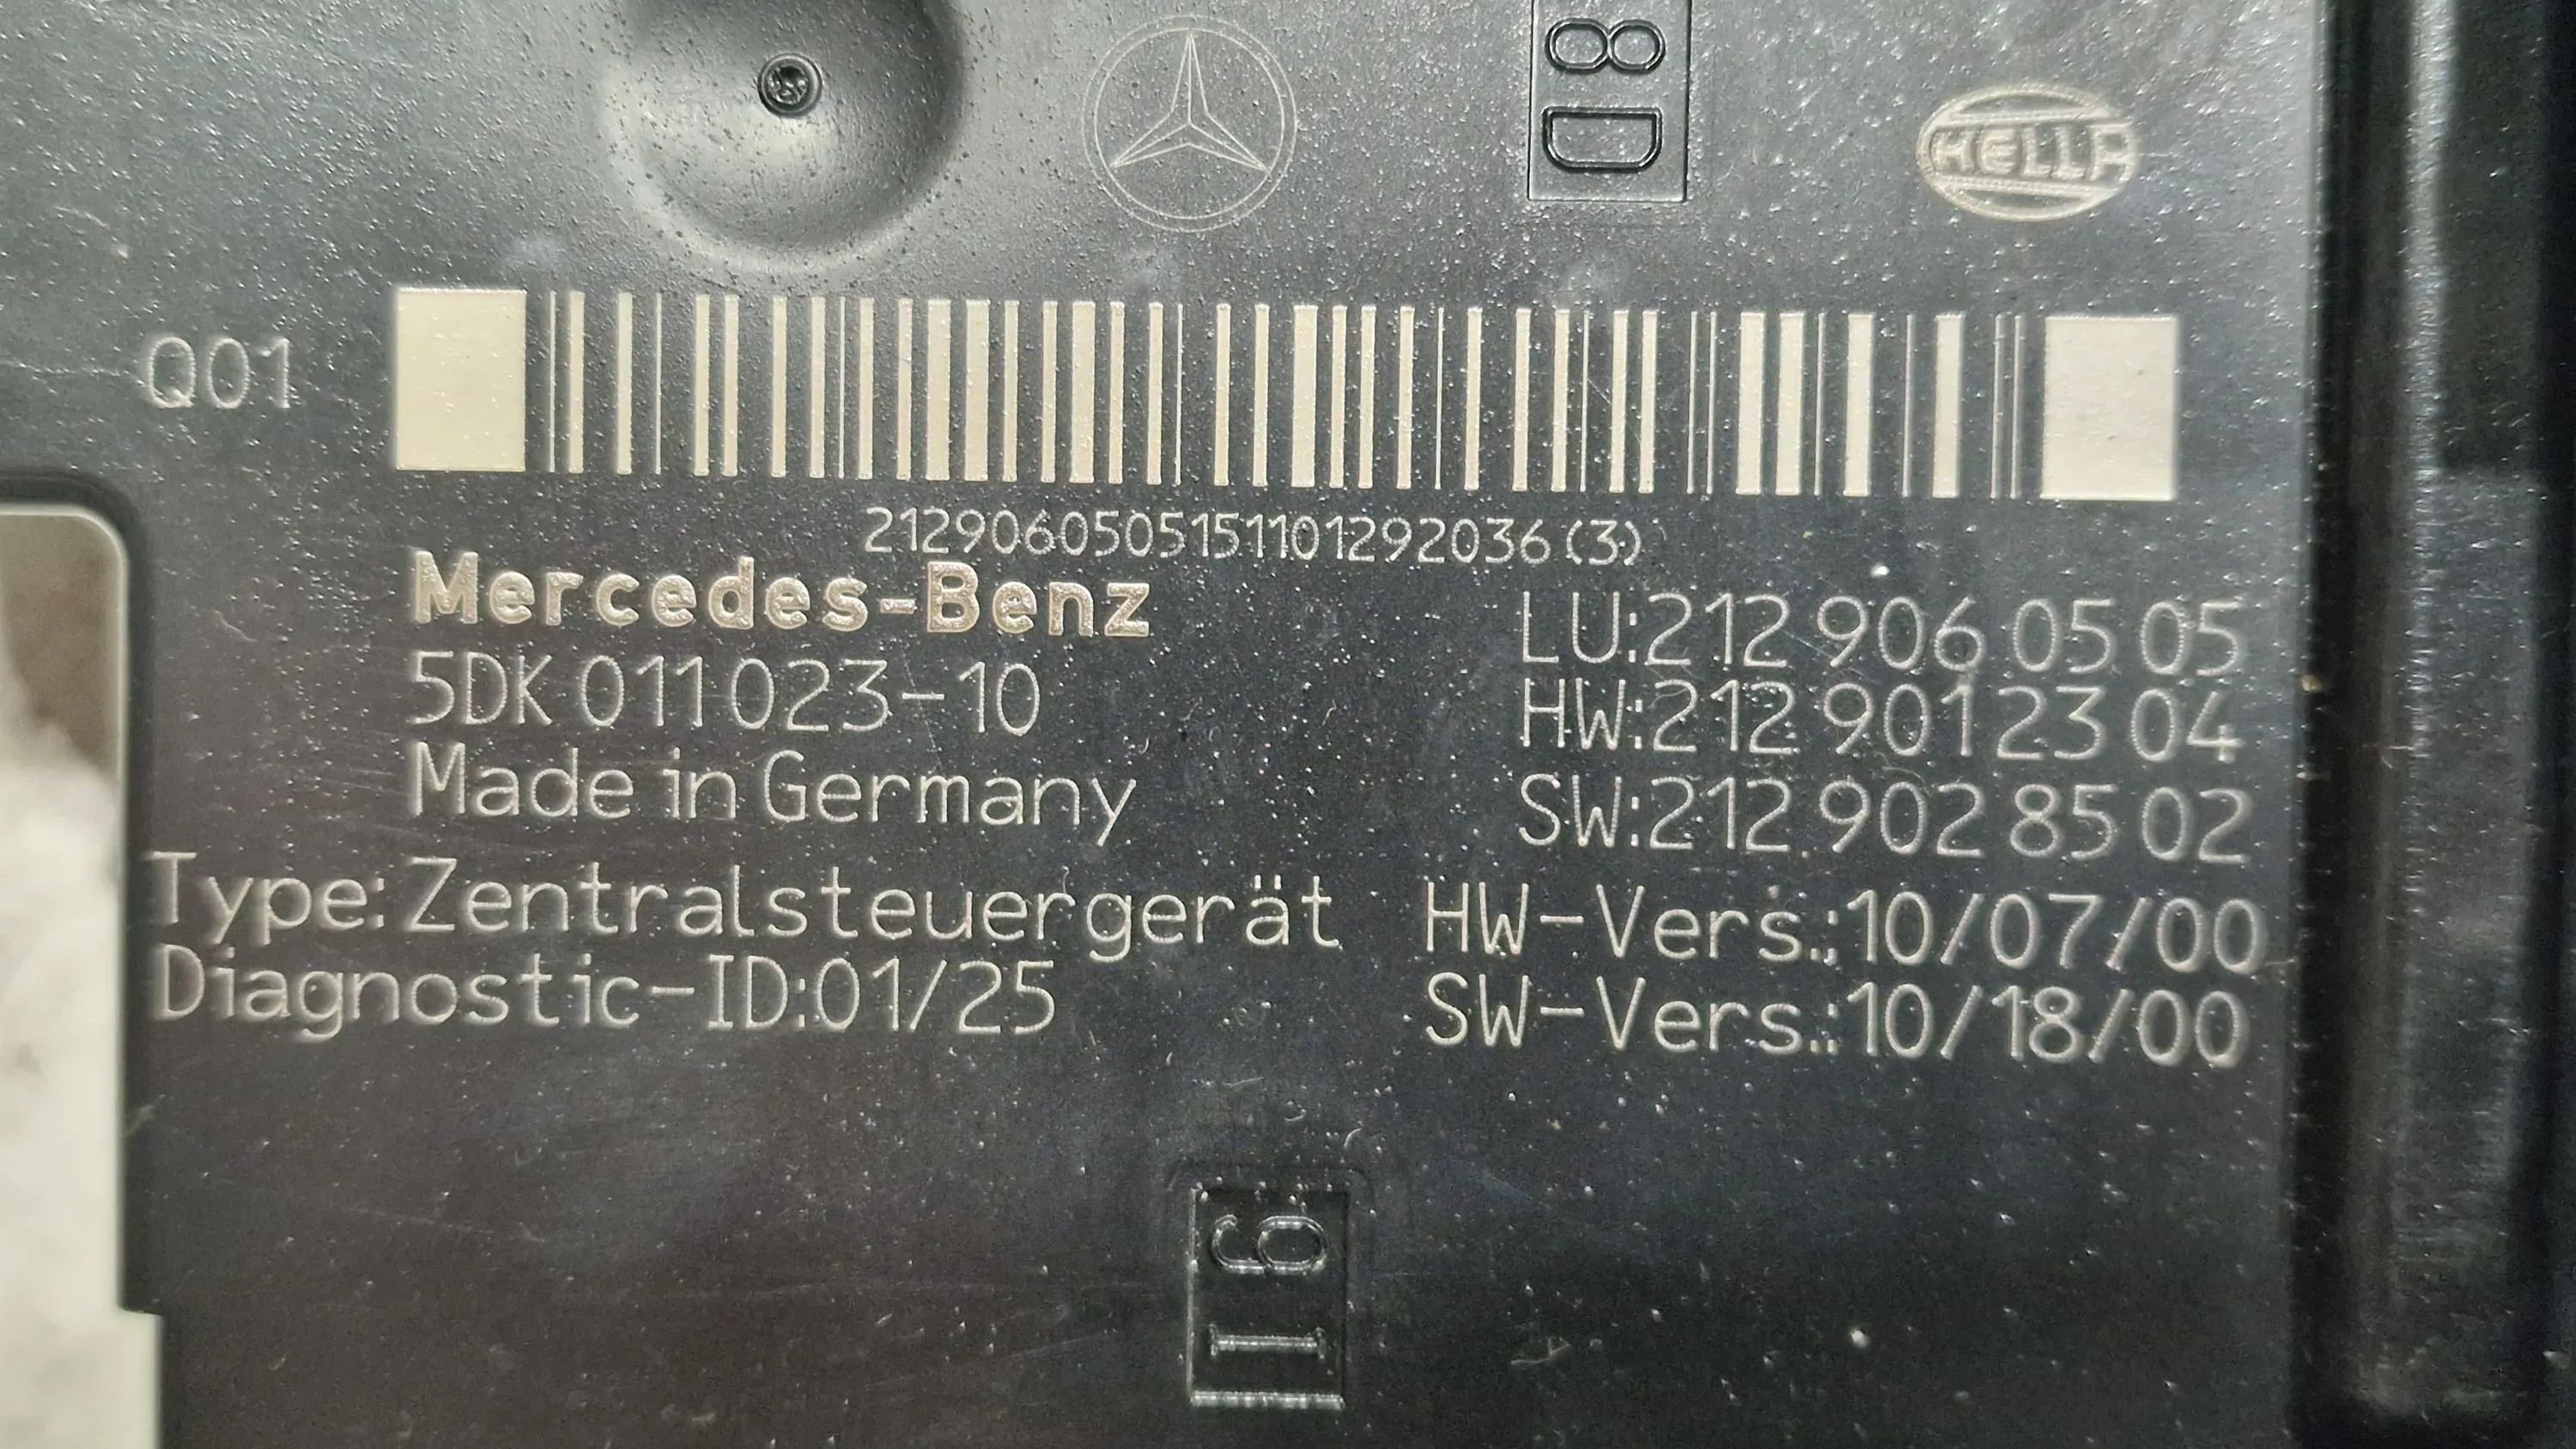 D8
HELLA
Q01
2129060505151101292036 (3)
Mercedes-Benz
LU:212 906 05 05
5DK 011 023-10
HW:212 901 23 04
Made in Germany
SW:212 902 85 02
Type: Zentralsteuergerät
HW-Vers.:10/07/00
Diagnostic-ID:01/25
SW-Vers.:10/18/00